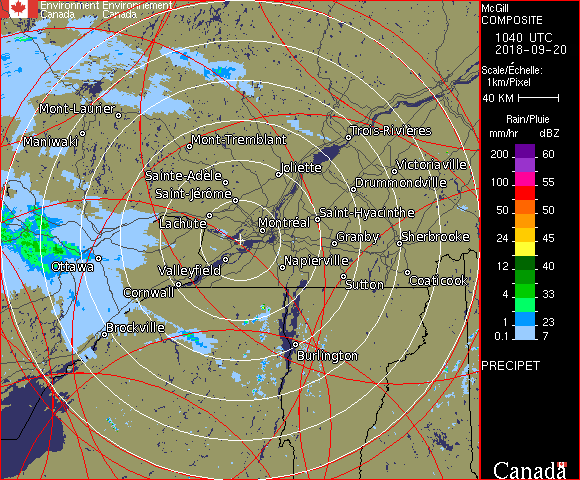 Environment Environnement
Canada Canada
McGill
COMPOSITE
1040 UTC
2018-09-20
Scale/Échelle:
1km/Pixel
40 KM
Rain/Pluie
mm/hr dBZ
200 60
100 55
85 53
50 50
24 45
12 40
4 33
1 23
0.1 7
PRECIPET
Canada
Mont-Laurier
Maniwaki
Mont-Tremblant
Trois-Rivières
Joliette
Victoriaville
Sainte-Adèle
Drummondville
Saint-Jérôme
Saint-Hyacinthe
Lachute
Montréal
Granby
Sherbrooke
Ottawa
Valleyfield
Napierville
Cornwall
Sutton
Coaticook
Brockville
Burlington